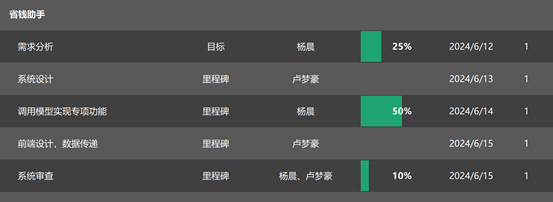 省钱助手
需求分析 目标 杨晨 25% 2024/6/12 1
系统设计 里程碑 卢梦豪 2024/6/13 1
调用模型实现专项功能 里程碑 杨晨 50% 2024/6/14 1
前端设计，数据传递 里程碑 卢梦豪 2024/6/15 1
系统审查 里程碑 杨晨、卢梦豪 10% 2024/6/15 1